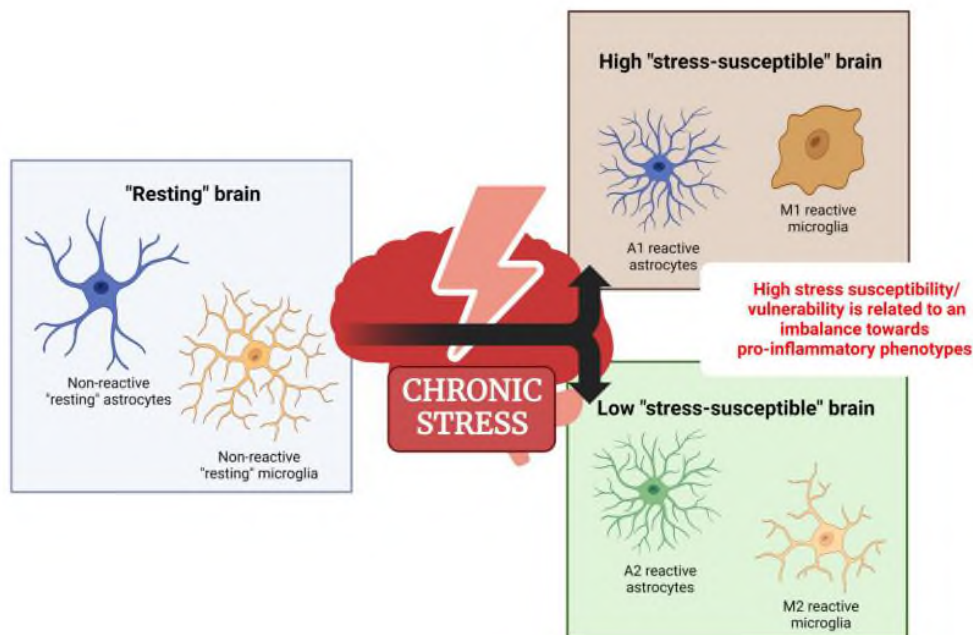 "Resting" brain
Non-reactive
"resting" astrocytes
Non-reactive
"resting" microglia
CHRONIC
STRESS
High "stress-susceptible" brain
A1 reactive
astrocytes
M1 reactive
microglia
High stress susceptibility/
vulnerability is related to an
imbalance towards
pro-inflammatory phenotypes
Low "stress-susceptible" brain
A2 reactive
astrocytes
M2 reactive
microglia